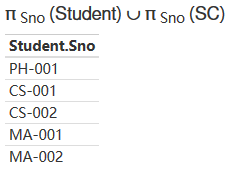 π Sno (Student) ∪ π Sno (SC)
Student.Sno
PH-001
CS-001
CS-002
MA-001
MA-002